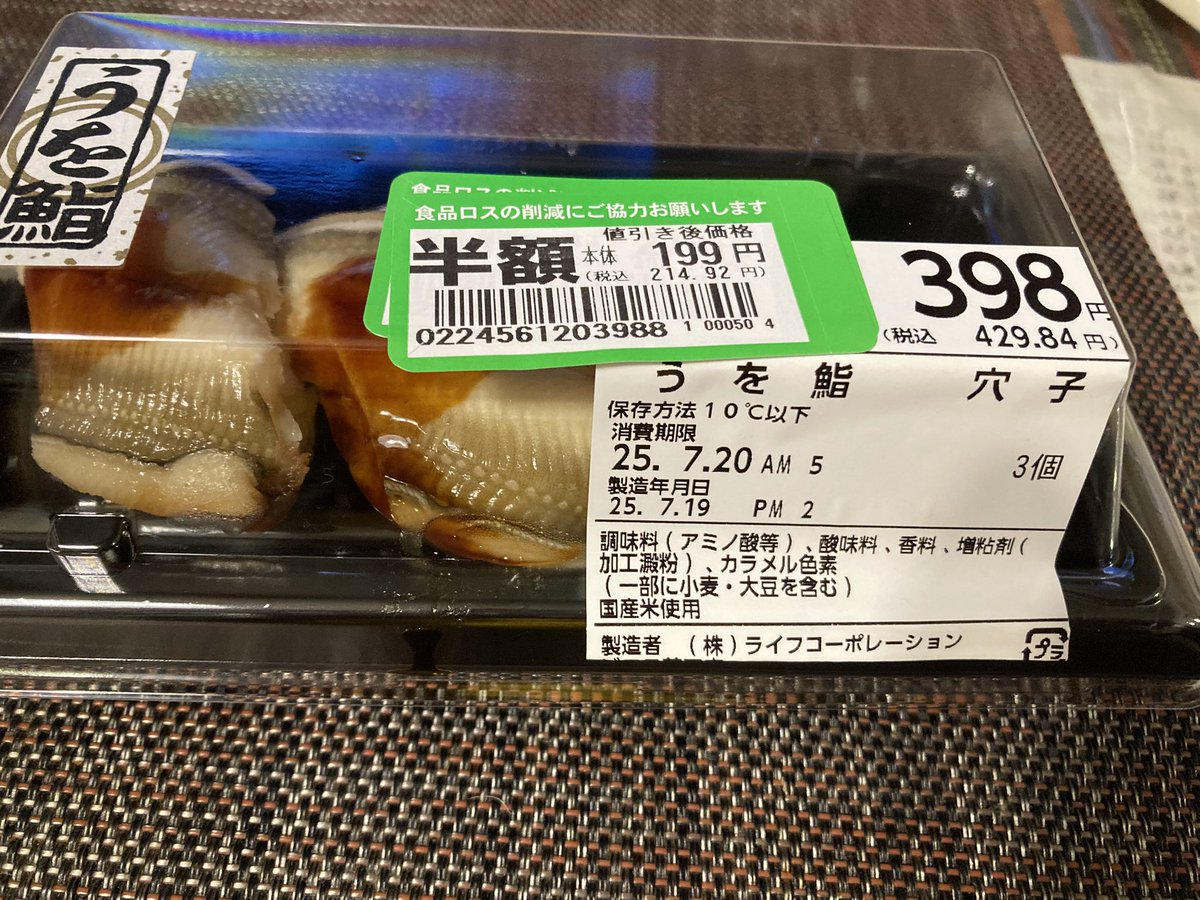 うを鮨
食品ロスの削減
食品ロスの削減にご協力お願いします
半額
値引き後価格
本体 199円
(税込 214.92円)
0224561203988 1 00050 4
398円
(税込 429.84円)
うを鮨 穴子
保存方法10℃以下
消費期限
25. 7.20 AM 5
3個
製造年月日
25. 7.19 PM 2
調味料(アミノ酸等)、酸味料、香料、増粘剤(
加工澱粉)、カラメル色素
(一部に小麦・大豆を含む)
国産米使用
製造者 (株)ライフコーポレーション
プラ